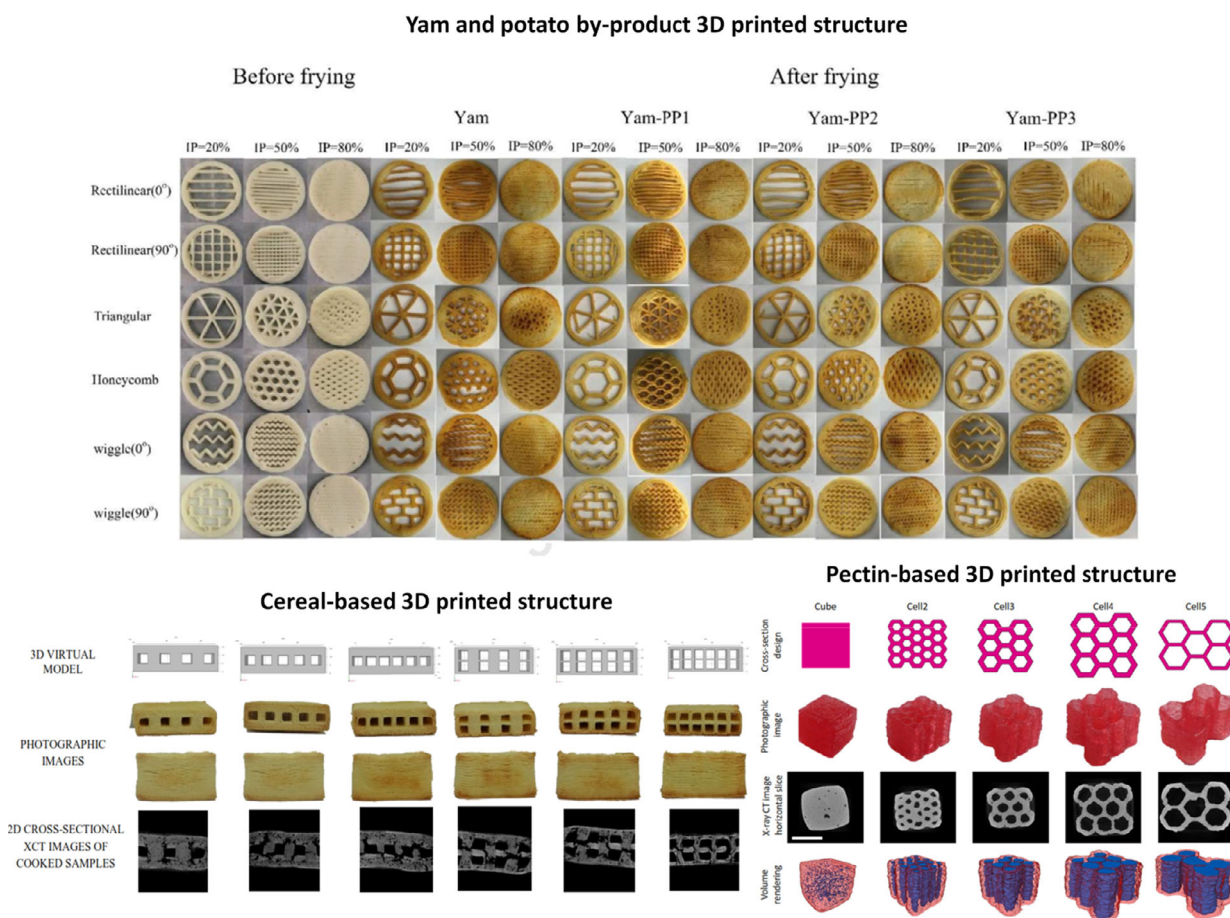 Yam and potato by-product 3D printed structure
Before frying After frying
Yam Yam-PP1 Yam-PP2 Yam-PP3
IP=20% IP=50% IP=80% IP=20% IP=50% IP=80% IP=20% IP=50% IP=80% IP=20% IP=50% IP=80% IP=20% IP=50% IP=80%
Rectilinear(0°)
Rectilinear(90°)
Triangular
Honeycomb
wiggle(0°)
wiggle(90°)
Cereal-based 3D printed structure
3D VIRTUAL
MODEL
PHOTOGRAPHIC
IMAGES
2D CROSS-SECTIONAL
XCT IMAGES OF
COOKED SAMPLES
Pectin-based 3D printed structure
Cube Cell2 Cell3 Cell4 Cell5
Cross-section
design
Photographic
image
X-ray CT image
horizontal slice
Volume
rendering